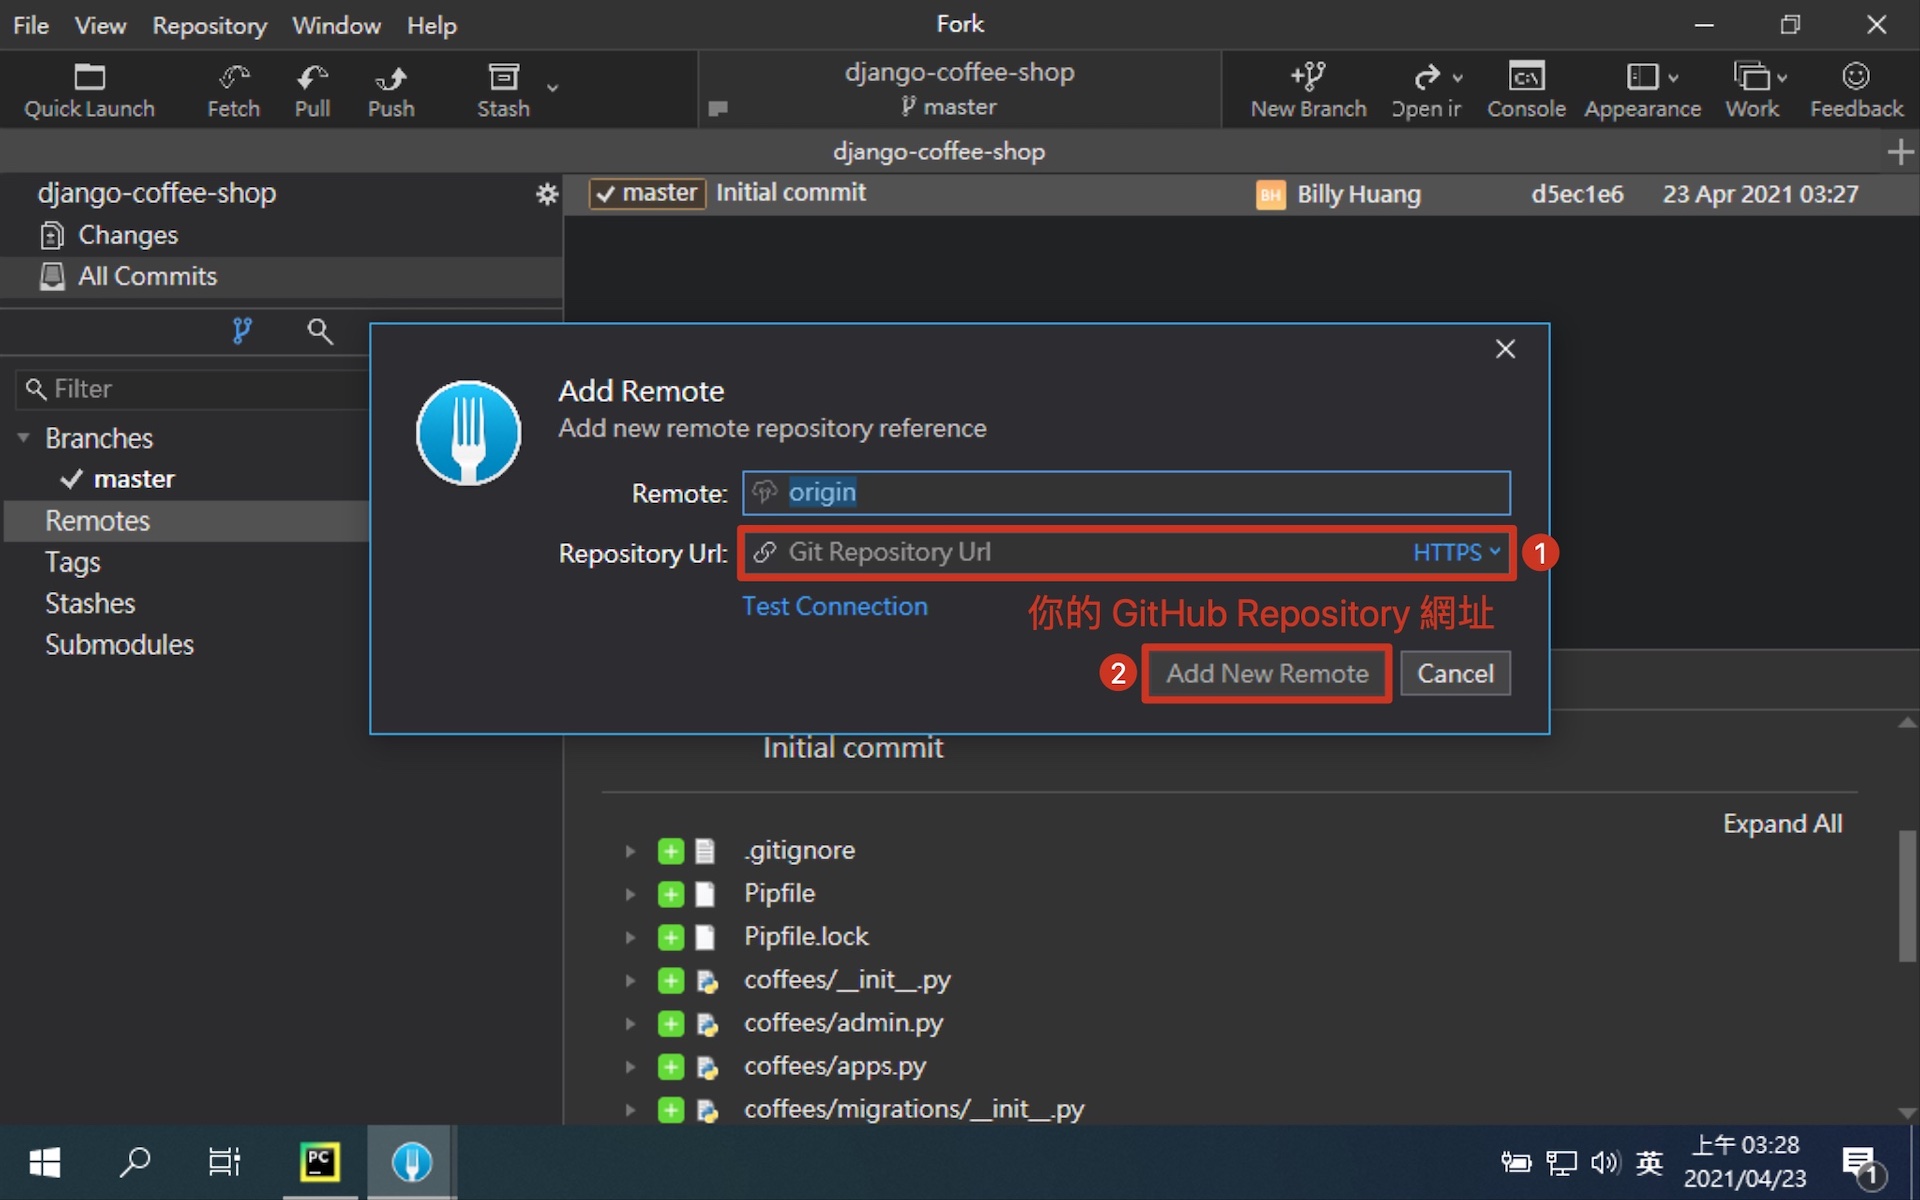 File View Repository Window Help
Fork
Quick Launch
Fetch
Pull
Push
Stash
django-coffee-shop
master
New Branch
Open in
Console
Appearance
Work
Feedback
django-coffee-shop
django-coffee-shop
Changes
All Commits
master Initial commit BH Billy Huang d5ec1e6 23 Apr 2021 03:27
Filter
Branches
master
Remotes
Tags
Stashes
Submodules
Add Remote
Add new remote repository reference
Remote: origin
Repository Url: Git Repository Url HTTPS 1
Test Connection
你的 GitHub Repository 網址
2 Add New Remote Cancel
Initial commit
Expand All
.gitignore
Pipfile
Pipfile.lock
coffees/__init__.py
coffees/admin.py
coffees/apps.py
coffees/migrations/__init__.py
PC
英
上午 03:28
2021/04/23
1